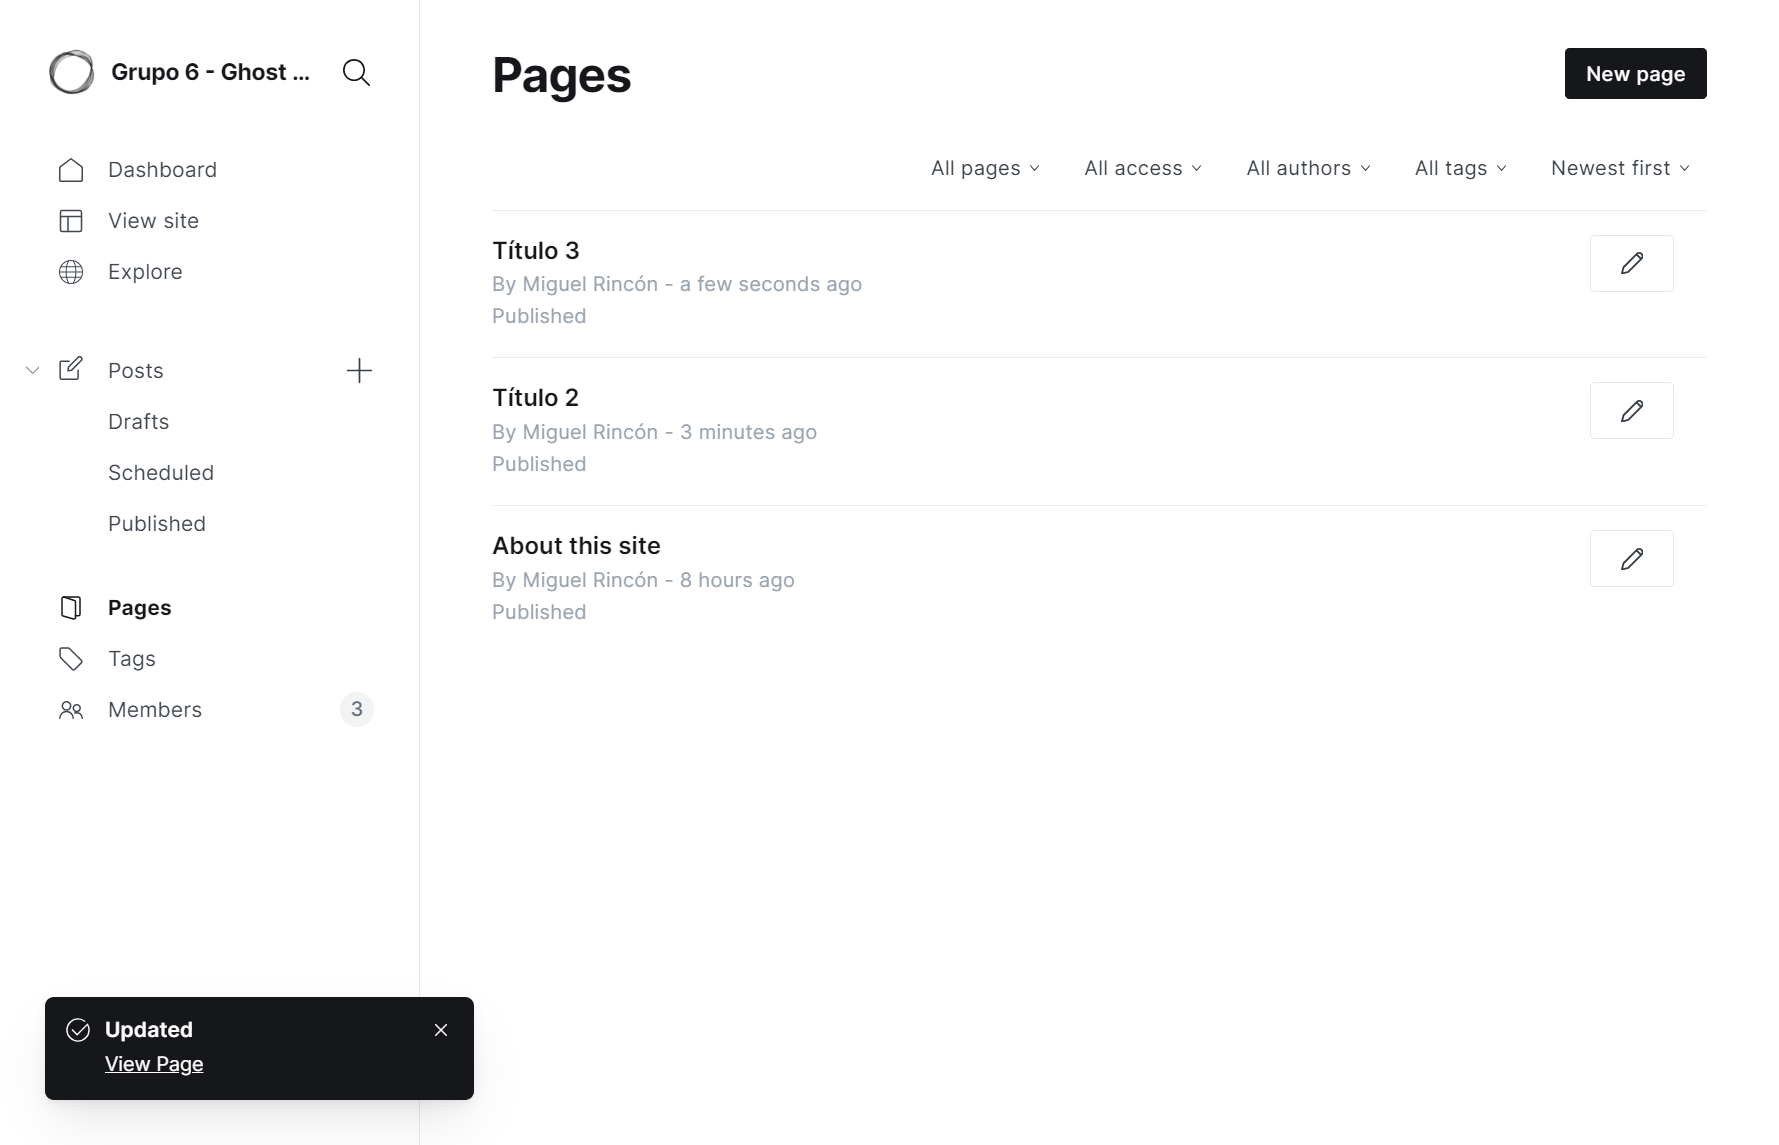 Grupo 6 - Ghost ...
Dashboard
View site
Explore
Posts
Drafts
Scheduled
Published
Pages
Tags
Members 3
Updated
View Page
Pages
New page
All pages All access All authors All tags Newest first
Título 3
By Miguel Rincón - a few seconds ago
Published
Título 2
By Miguel Rincón - 3 minutes ago
Published
About this site
By Miguel Rincón - 8 hours ago
Published